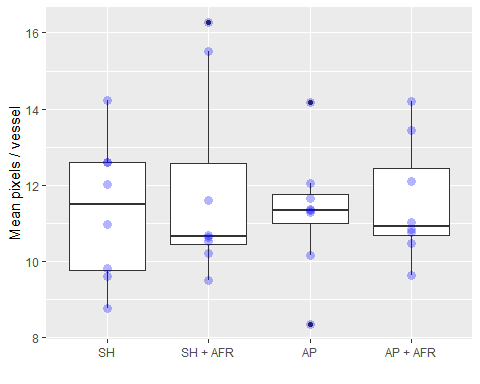 Mean pixels / vessel
16
14
12
10
8
SH
SH + AFR
AP
AP + AFR